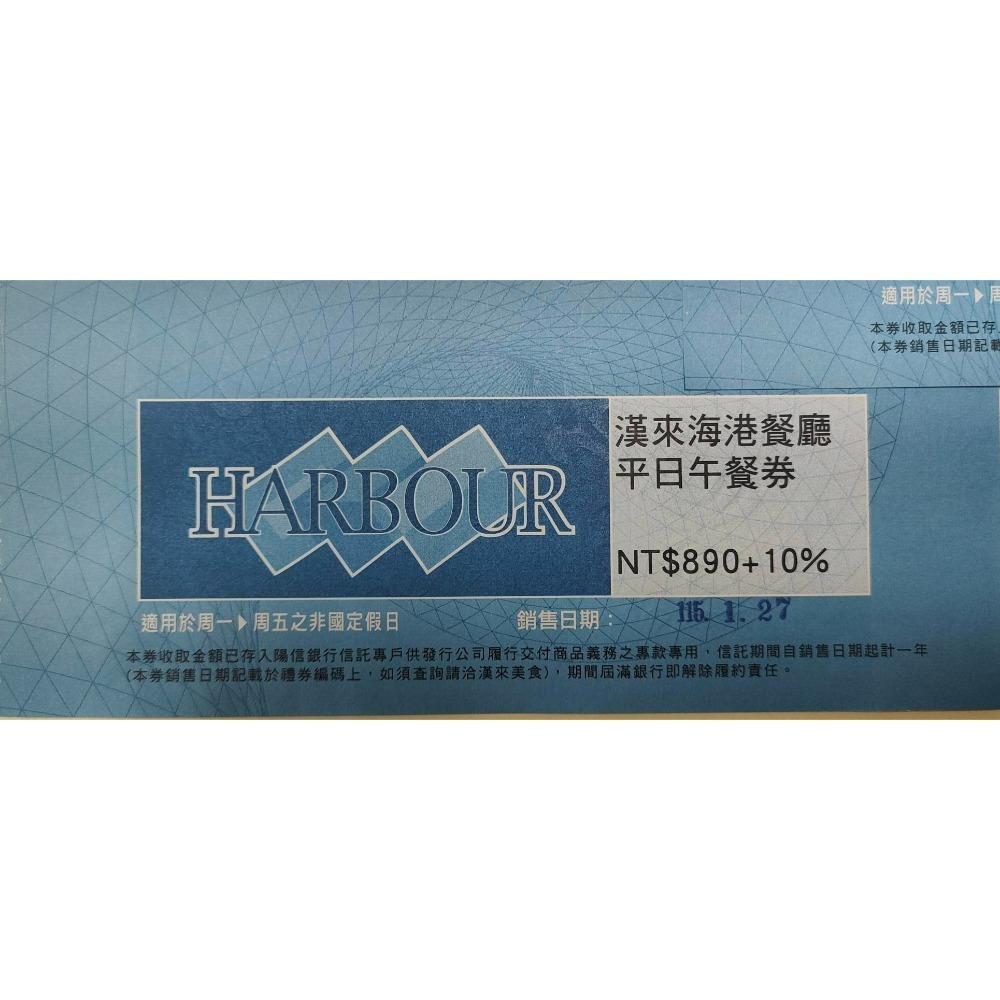 適用於周一▶周
本券收取金額已存入
(本券銷售日期記載
HARBOUR
漢來海港餐廳
平日午餐券
NT$890+10%
適用於周一▶周五之非國定假日
銷售日期：115. 1. 27
本券收取金額已存入陽信銀行信託專戶供發行公司履行交付商品義務之專款專用，信託期間自銷售日期起計一年
(本券銷售日期記載於禮券編碼上，如須查詢請洽漢來美食)，期間屆滿銀行即解除履約責任。